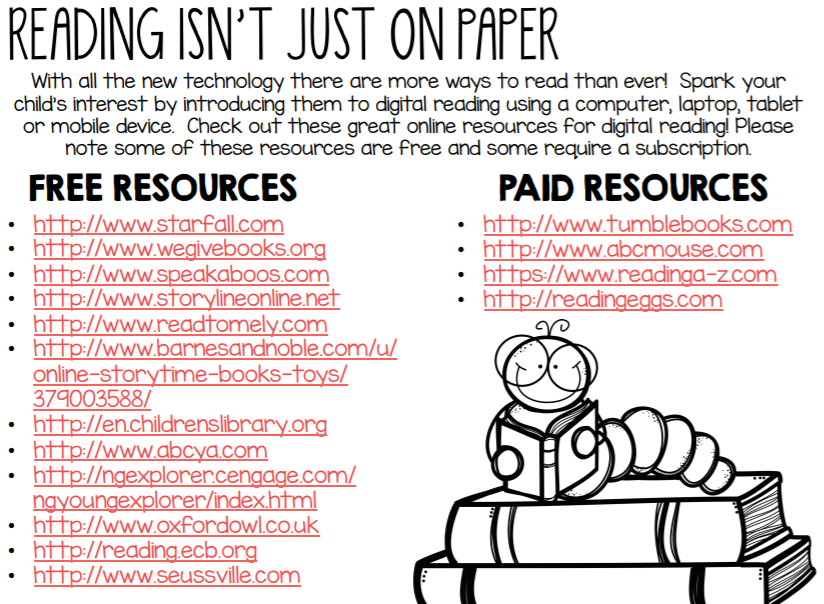 READING ISN'T JUST ON PAPER
With all the new technology there are more ways to read than ever! Spark your
child's interest by introducing them to digital reading using a computer, laptop, tablet
or mobile device. Check out these great online resources for digital reading! Please
note some of these resources are free and some require a subscription.
FREE RESOURCES
• http://www.starfall.com
• http://www.wegivebooks.org
• http://www.speakaboos.com
• http://www.storylineonline.net
• http://www.readtomely.com
• http://www.barnesandnoble.com/u/
online-storytime-books-toys/
379003588/
• http://en.childrenslibrary.org
• http://www.abcya.com
• http://ngexplorer.cengage.com/
ngyoungexplorer/index.html
• http://www.oxfordowl.co.uk
• http://reading.ecb.org
• http://www.seussville.com
PAID RESOURCES
• http://www.tumblebooks.com
• http://www.abcmouse.com
• https://www.readinga-z.com
• http://readingeggs.com